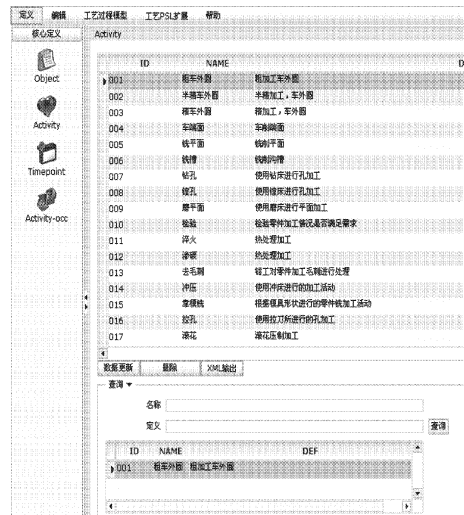 定义 编辑 工艺过程模型 工艺PSL扩展 帮助
核心定义 Activity
Object
Activity
Timepoint
Activity-occ
ID NAME D
001 粗车外圆 粗加工车外圆
002 半精车外圆 半精加工，车外圆
003 精车外圆 精加工，车外圆
004 车端面 车削端面
005 铣平面 铣削平面
006 铣槽 铣削沟槽
007 钻孔 使用钻床进行孔加工
008 镗孔 使用镗床进行孔加工
009 磨平面 使用磨床进行平面加工
010 检验 检验零件加工情况是否满足需求
011 淬火 热处理加工
012 渗碳 热处理加工
013 去毛刺 钳工对零件加工毛刺进行处理
014 冲压 使用冲床进行的加工活动
015 靠模铣 根据模具形状进行的零件铣加工活动
016 拉孔 使用拉刀所进行的孔加工
017 滚花 滚花压制加工
数据更新 删除 XML输出
查询
名称
定义 查询
ID NAME DEF
001 粗车外圆 粗加工车外圆